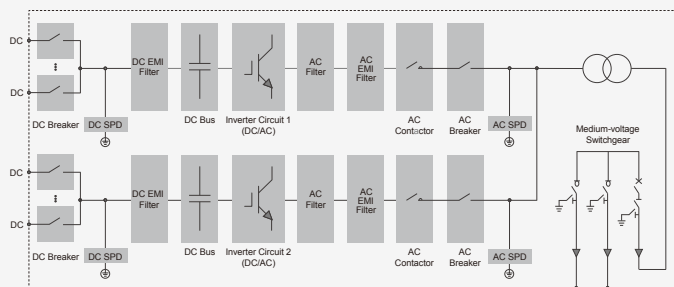 DC
DC
DC Breaker
DC SPD
DC EMI
Filter
DC Bus
Inverter Circuit 1
(DC/AC)
AC
Filter
AC
EMI
Filter
AC
Contactor
AC
Breaker
AC SPD
Medium-voltage
Switchgear
DC
DC
DC Breaker
DC SPD
DC EMI
Filter
DC Bus
Inverter Circuit 2
(DC/AC)
AC
Filter
AC
EMI
Filter
AC
Contactor
AC
Breaker
AC SPD